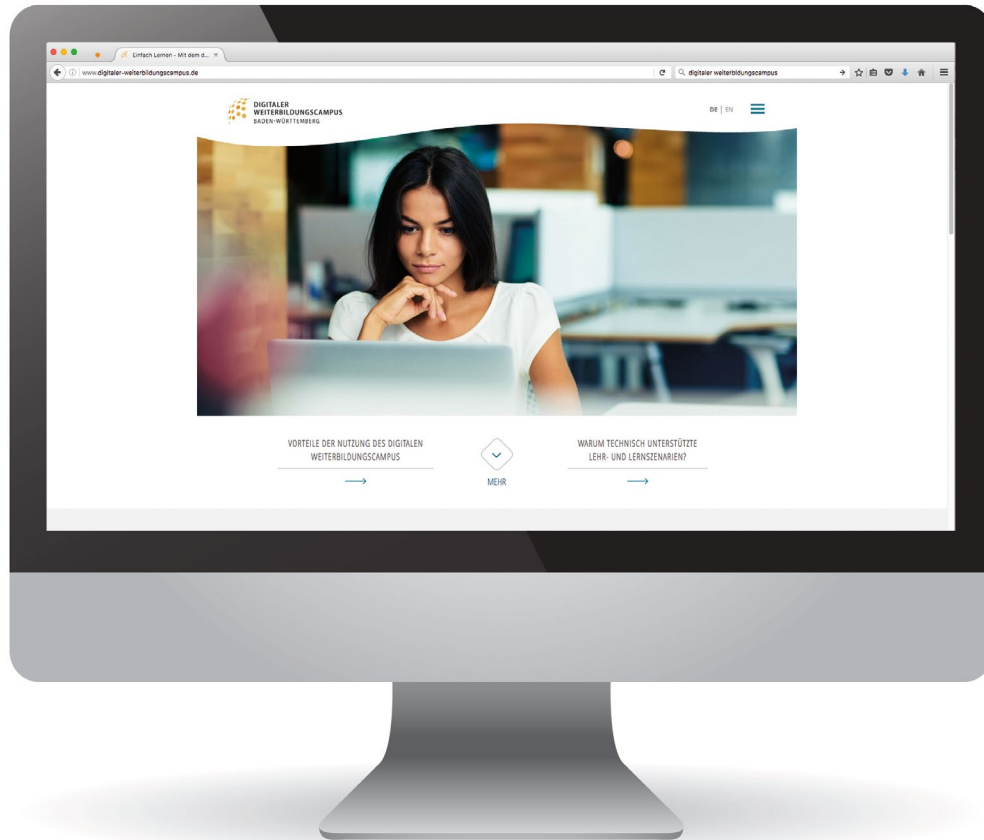 Einfach Lernen - Mit dem d...
www.digitaler-weiterbildungscampus.de
digitaler weiterbildungscampus
DIGITALER
WEITERBILDUNGSCAMPUS
BADEN-WÜRTTEMBERG
DE | EN
VORTEILE DER NUTZUNG DES DIGITALEN
WEITERBILDUNGSCAMPUS
MEHR
WARUM TECHNISCH UNTERSTÜTZTE
LEHR- UND LERNSZENARIEN?